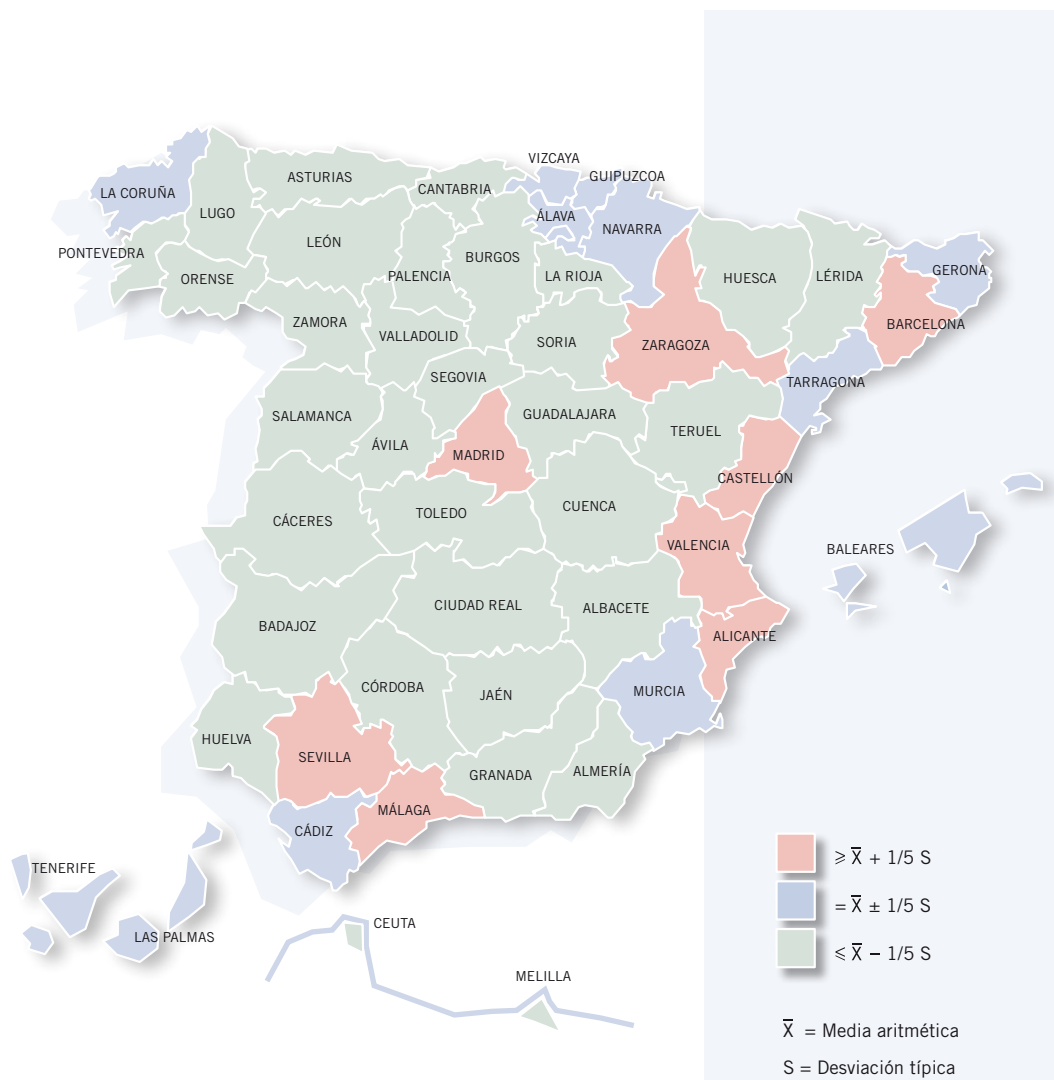 VIZCAYA
GUIPUZCOA
ASTURIAS
CANTABRIA
LA CORUÑA
LUGO
ÁLAVA
NAVARRA
LEÓN
PONTEVEDRA
BURGOS
GERONA
ORENSE
PALENCIA
LA RIOJA
HUESCA
LÉRIDA
ZAMORA
BARCELONA
VALLADOLID
SORIA
ZARAGOZA
SEGOVIA
TARRAGONA
SALAMANCA
GUADALAJARA
TERUEL
ÁVILA
MADRID
CASTELLÓN
CÁCERES
TOLEDO
CUENCA
VALENCIA
BALEARES
CIUDAD REAL
ALBACETE
BADAJOZ
ALICANTE
CÓRDOBA
JAÉN
MURCIA
HUELVA
SEVILLA
GRANADA
ALMERÍA
MÁLAGA
CÁDIZ
TENERIFE
LAS PALMAS
CEUTA
MELILLA
⩾ X̅ + 1/5 S
= X̅ ± 1/5 S
⩽ X̅ − 1/5 S
X̅ = Media aritmética
S = Desviación típica